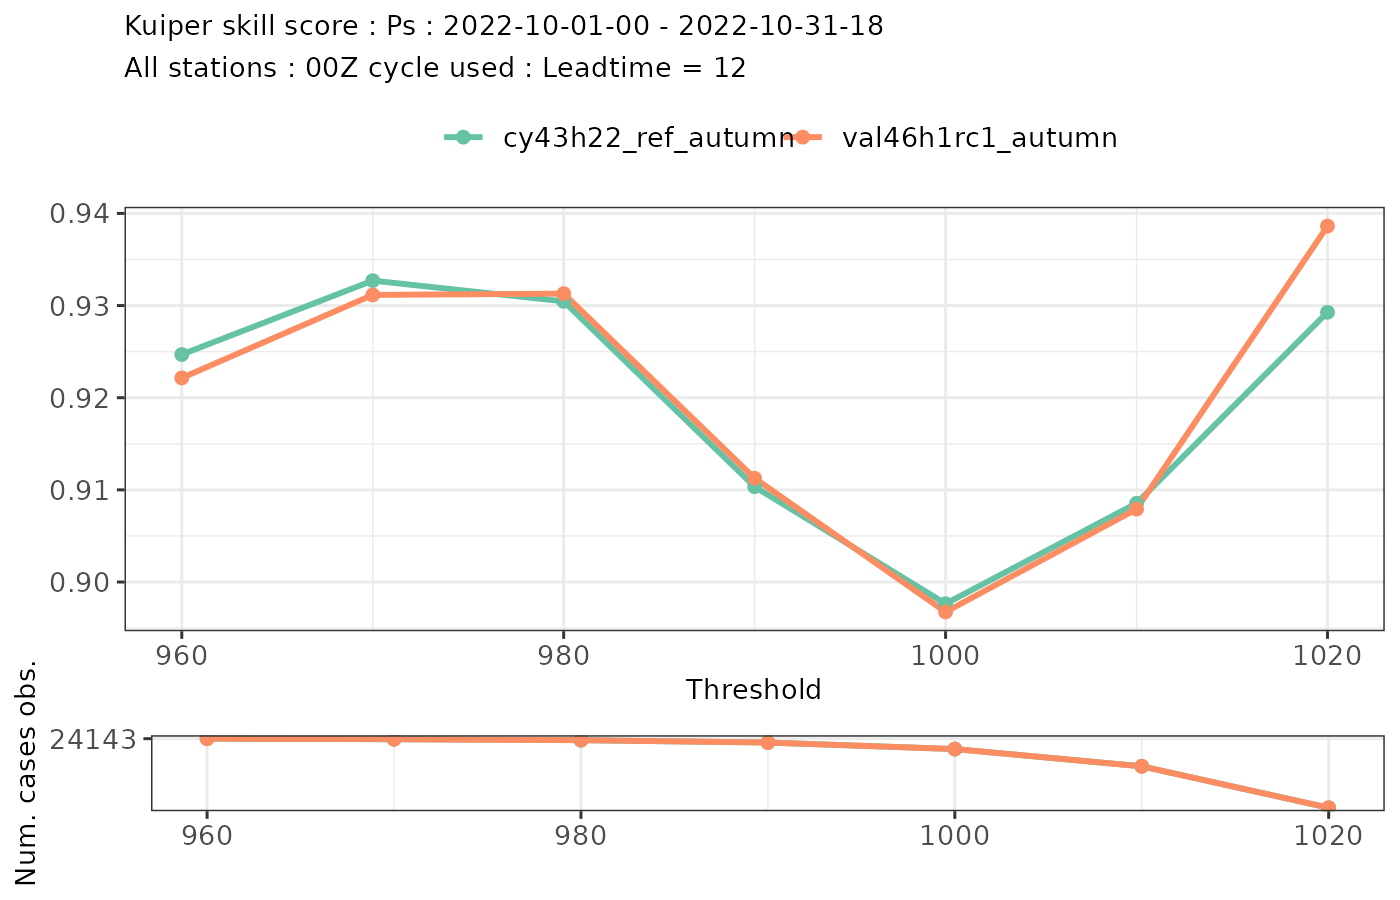 Kuiper skill score : Ps : 2022-10-01-00 - 2022-10-31-18
All stations : 00Z cycle used : Leadtime = 12
cy43h22_ref_autumn val46h1rc1_autumn
0.94
0.93
0.92
0.91
0.90
960 980 1000 1020
Threshold
Num. cases obs.
24143
960 980 1000 1020